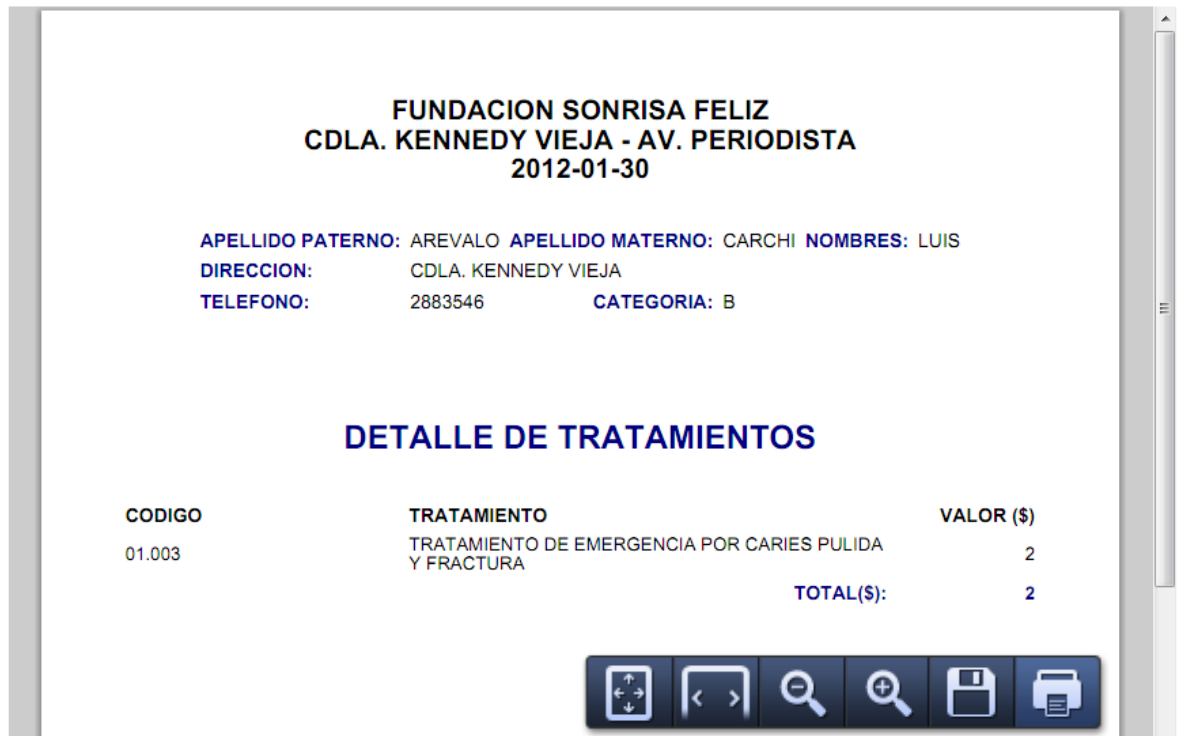 FUNDACION SONRISA FELIZ
CDLA. KENNEDY VIEJA - AV. PERIODISTA
2012-01-30
APELLIDO PATERNO: AREVALO APELLIDO MATERNO: CARCHI NOMBRES: LUIS
DIRECCION: CDLA. KENNEDY VIEJA
TELEFONO: 2883546 CATEGORIA: B
DETALLE DE TRATAMIENTOS
CODIGO TRATAMIENTO VALOR ($)
01.003 TRATAMIENTO DE EMERGENCIA POR CARIES PULIDA 2
Y FRACTURA
TOTAL($): 2